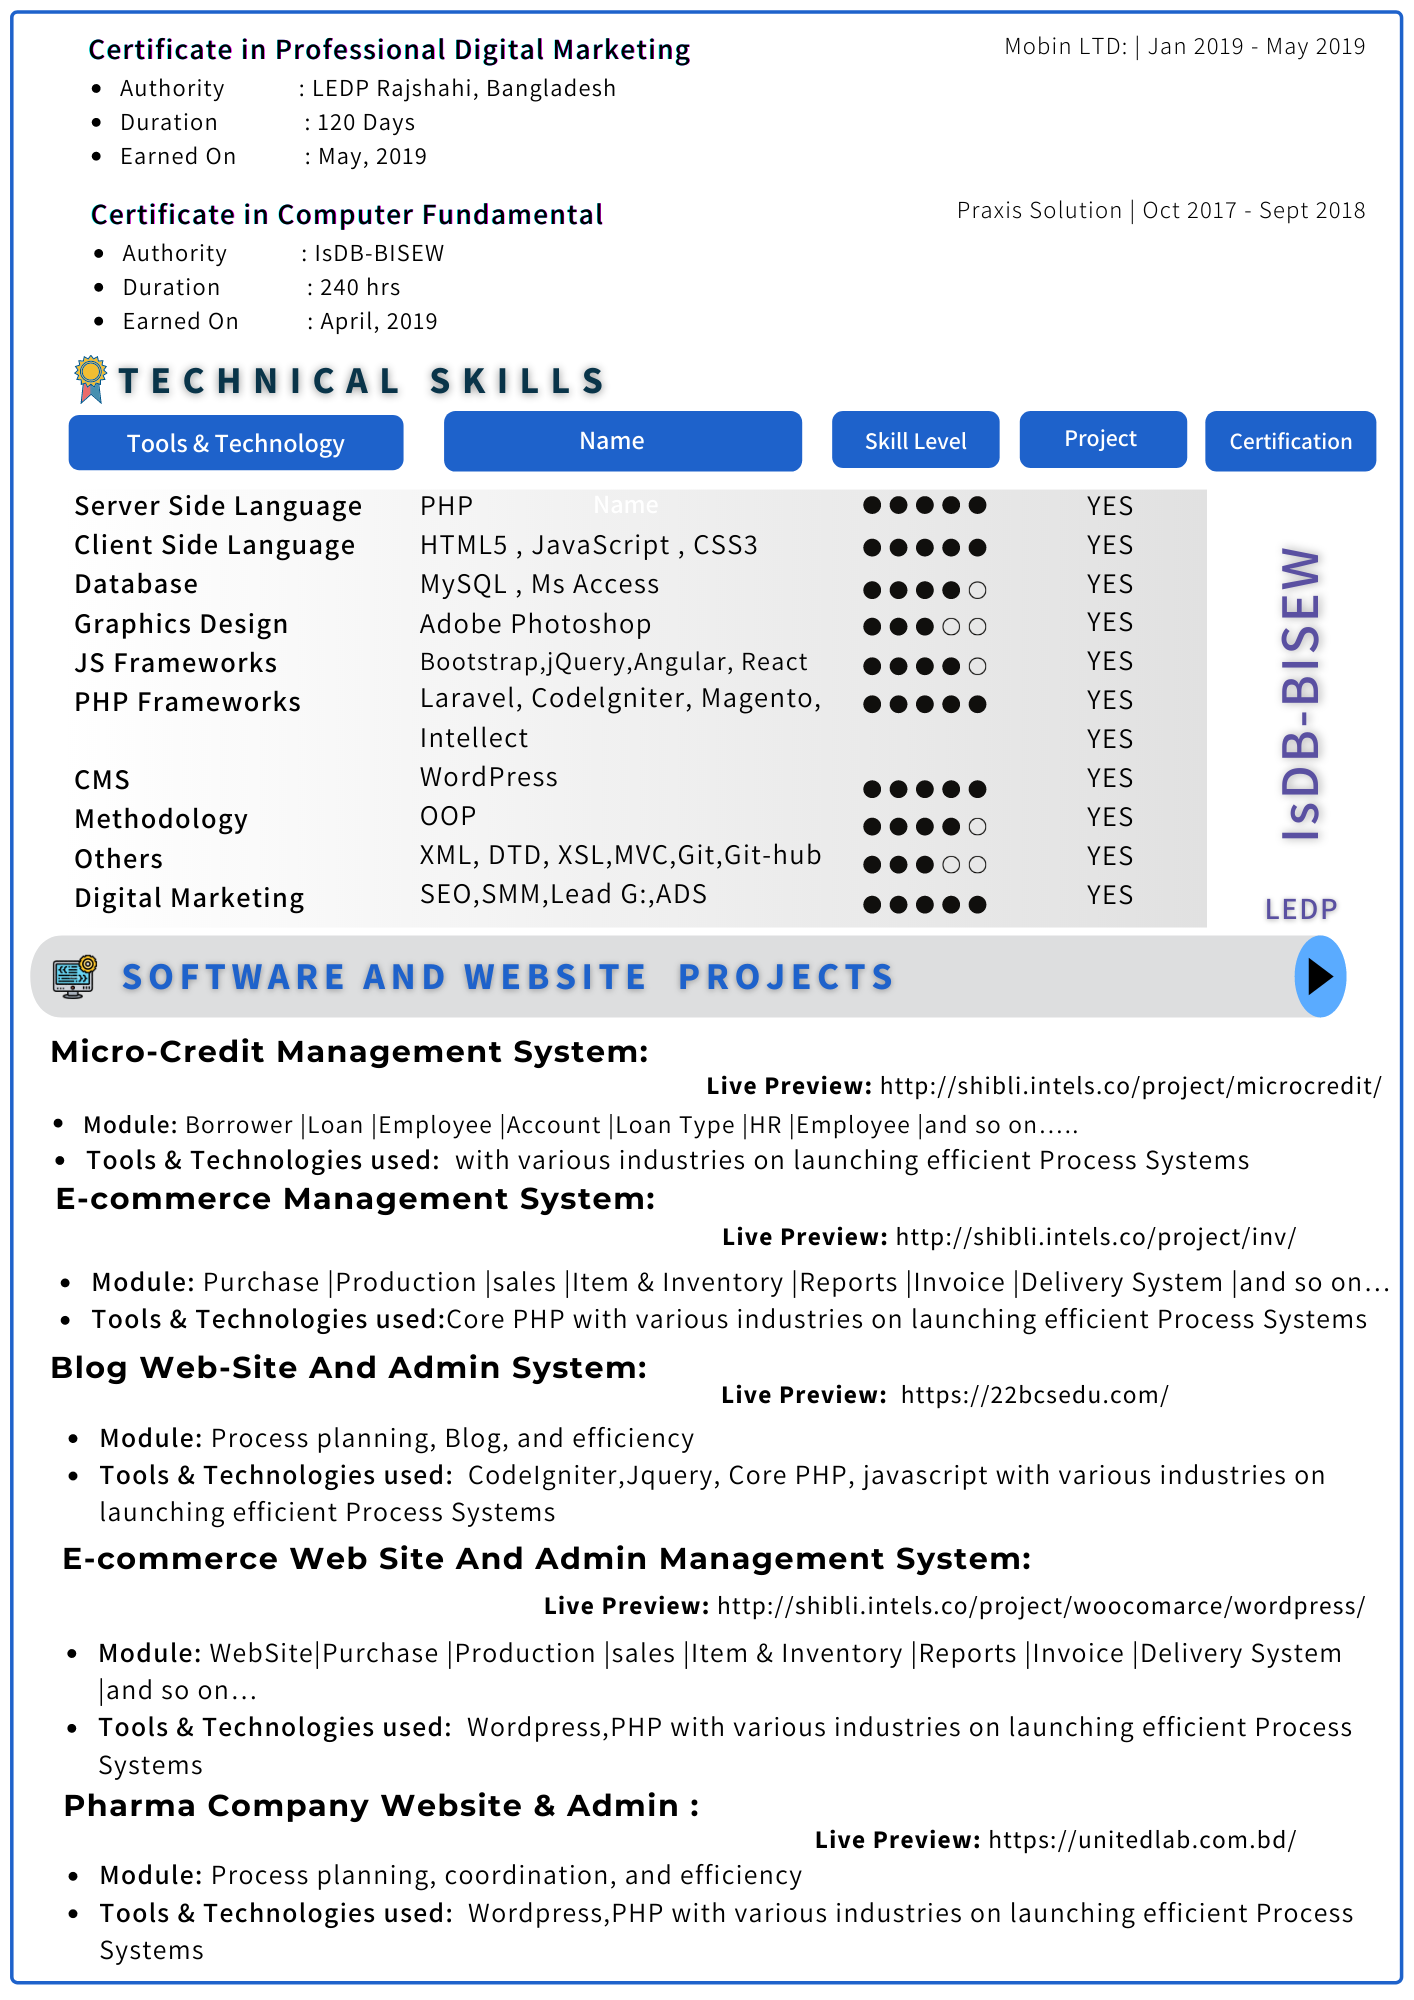 Certificate in Professional Digital Marketing
Mobin LTD: | Jan 2019 - May 2019
Authority : LEDP Rajshahi, Bangladesh
Duration : 120 Days
Earned On : May, 2019
Certificate in Computer Fundamental
Praxis Solution | Oct 2017 - Sept 2018
Authority : IsDB-BISEW
Duration : 240 hrs
Earned On : April, 2019
TECHNICAL SKILLS
Tools & Technology Name Skill Level Project Certification
Name
Server Side Language PHP ●●●●● YES
Client Side Language HTML5 , JavaScript , CSS3 ●●●●● YES
Database MySQL , Ms Access ●●●●○ YES
Graphics Design Adobe Photoshop ●●●○○ YES
JS Frameworks Bootstrap,jQuery,Angular, React ●●●●○ YES
PHP Frameworks Laravel, Codelgniter, Magento, ●●●●● YES
Intellect YES
CMS WordPress ●●●●● YES
Methodology OOP ●●●●○ YES
Others XML, DTD, XSL,MVC,Git,Git-hub ●●●○○ YES
Digital Marketing SEO,SMM,Lead G:,ADS ●●●●● YES
IsDB-BISEW
LEDP
SOFTWARE AND WEBSITE PROJECTS
Micro-Credit Management System:
Live Preview: http://shibli.intels.co/project/microcredit/
Module: Borrower |Loan |Employee |Account |Loan Type |HR |Employee |and so on…..
Tools & Technologies used: with various industries on launching efficient Process Systems
E-commerce Management System:
Live Preview: http://shibli.intels.co/project/inv/
Module: Purchase |Production |sales |Item & Inventory |Reports |Invoice |Delivery System |and so on…
Tools & Technologies used:Core PHP with various industries on launching efficient Process Systems
Blog Web-Site And Admin System:
Live Preview: https://22bcsedu.com/
Module: Process planning, Blog, and efficiency
Tools & Technologies used: CodeIgniter,Jquery, Core PHP, javascript with various industries on
launching efficient Process Systems
E-commerce Web Site And Admin Management System:
Live Preview: http://shibli.intels.co/project/woocomarce/wordpress/
Module: WebSite|Purchase |Production |sales |Item & Inventory |Reports |Invoice |Delivery System
|and so on…
Tools & Technologies used: Wordpress,PHP with various industries on launching efficient Process
Systems
Pharma Company Website & Admin :
Live Preview: https://unitedlab.com.bd/
Module: Process planning, coordination, and efficiency
Tools & Technologies used: Wordpress,PHP with various industries on launching efficient Process
Systems